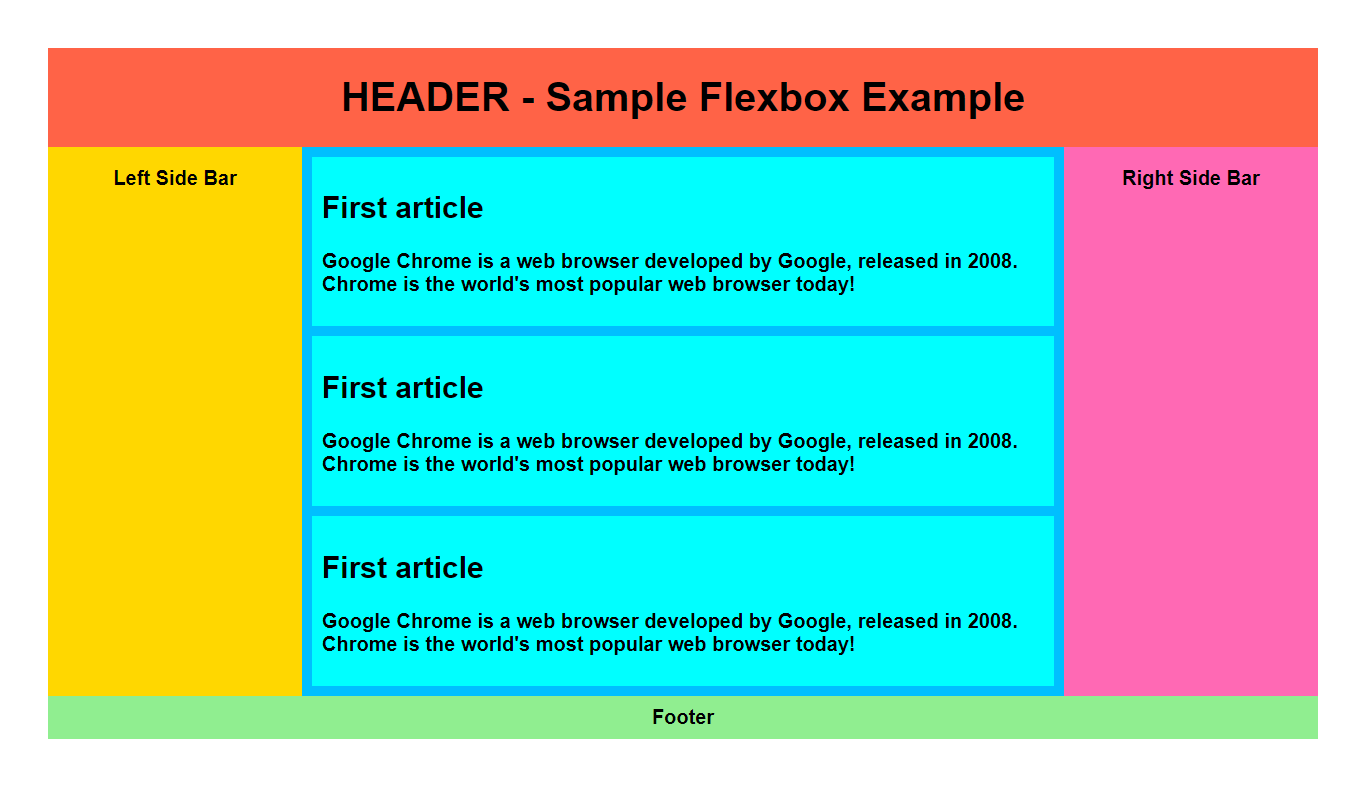 HEADER - Sample Flexbox Example
Left Side Bar
First article
Google Chrome is a web browser developed by Google, released in 2008.
Chrome is the world's most popular web browser today!
First article
Google Chrome is a web browser developed by Google, released in 2008.
Chrome is the world's most popular web browser today!
First article
Google Chrome is a web browser developed by Google, released in 2008.
Chrome is the world's most popular web browser today!
Right Side Bar
Footer